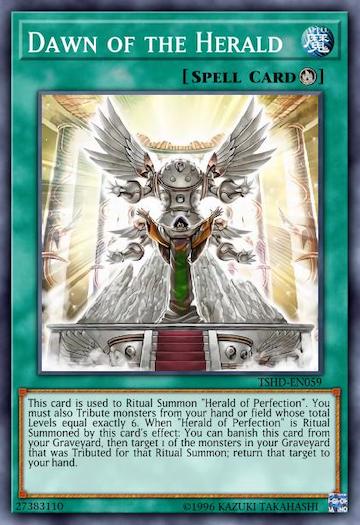 DAWN OF THE HERALD
魔
[SPELL CARD]
TSHD-EN059
This card is used to Ritual Summon "Herald of Perfection". You
must also Tribute monsters from your hand or field whose total
Levels equal exactly 6. When "Herald of Perfection" is Ritual
Summoned by this card's effect: You can banish this card from
your Graveyard, then target 1 of the monsters in your Graveyard
that was Tributed for that Ritual Summon; return that target to
your hand.
27383110
©1996 KAZUKI TAKAHASHI